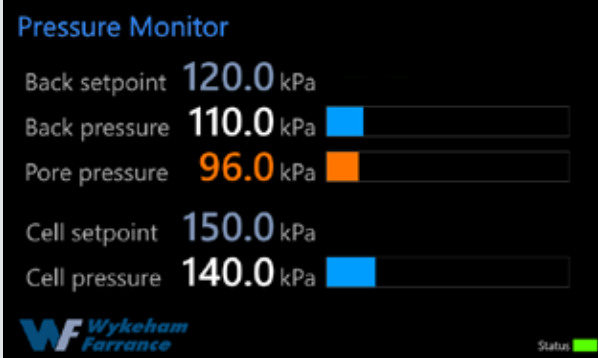 Pressure Monitor
Back setpoint 120.0 kPa
Back pressure 110.0 kPa
Pore pressure 96.0 kPa
Cell setpoint 150.0 kPa
Cell pressure 140.0 kPa
WF Wykeham
Farrance
Status